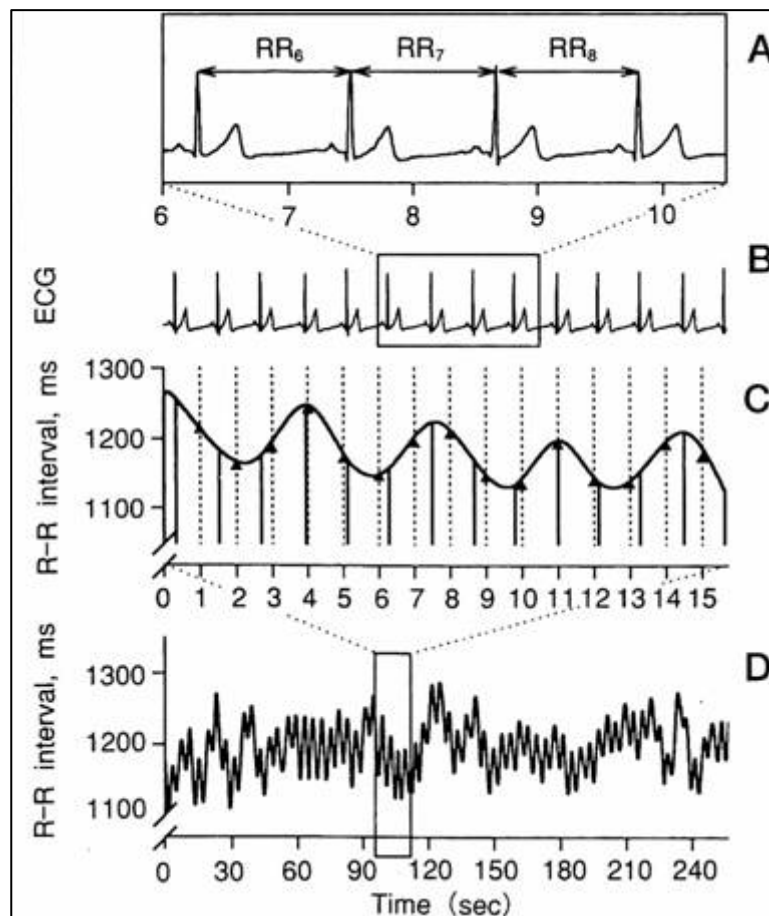 A
RR6 RR7 RR8
6 7 8 9 10
B
ECG
C
R-R interval, ms
1300
1200
1100
0 1 2 3 4 5 6 7 8 9 10 11 12 13 14 15
D
R-R interval, ms
1300
1200
1100
0 30 60 90 120 150 180 210 240
Time (sec)